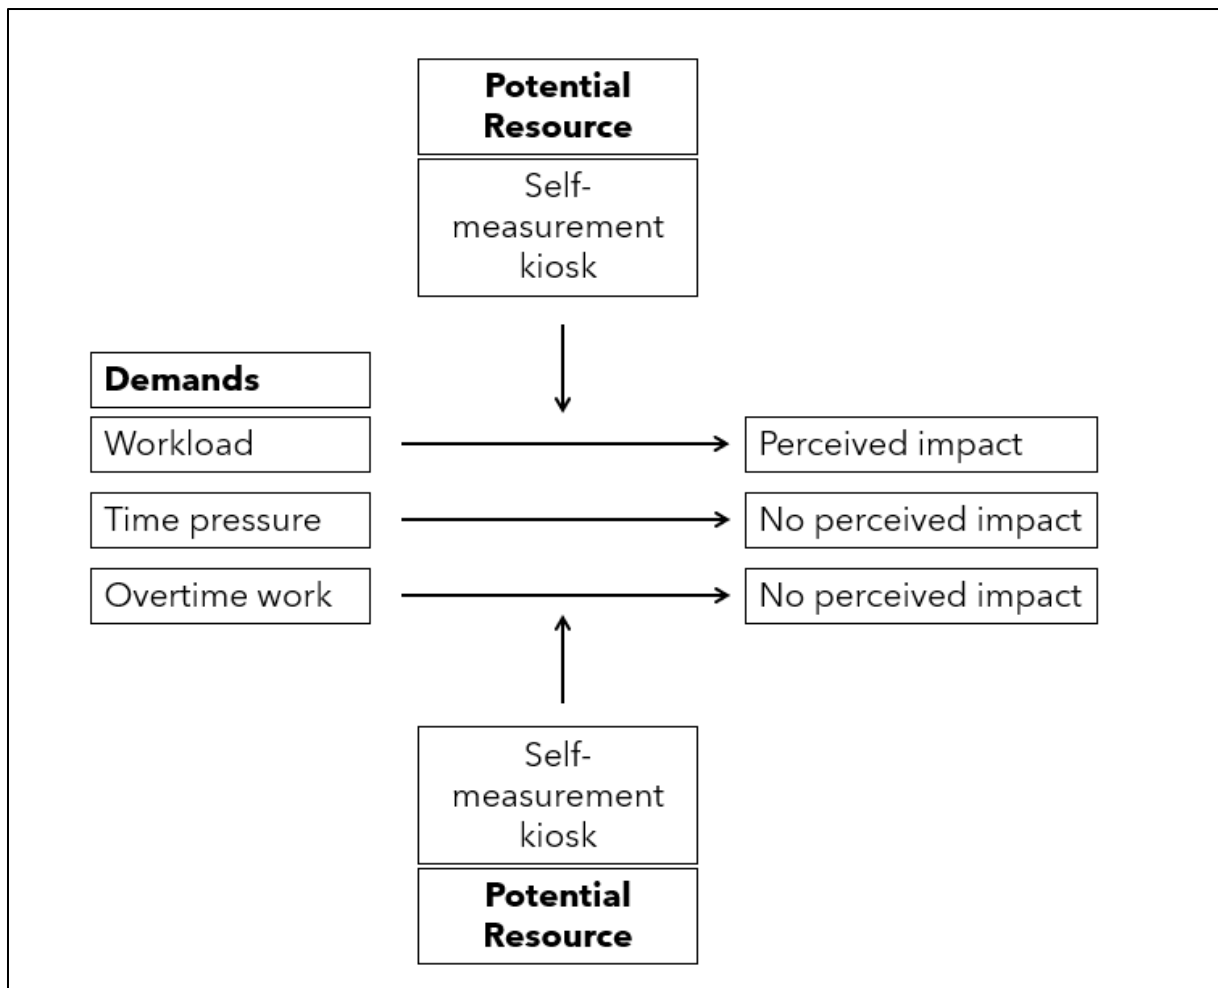 Potential
Resource
Self-
measurement
kiosk
Demands
Workload
Perceived impact
Time pressure
No perceived impact
Overtime work
No perceived impact
Self-
measurement
kiosk
Potential
Resource